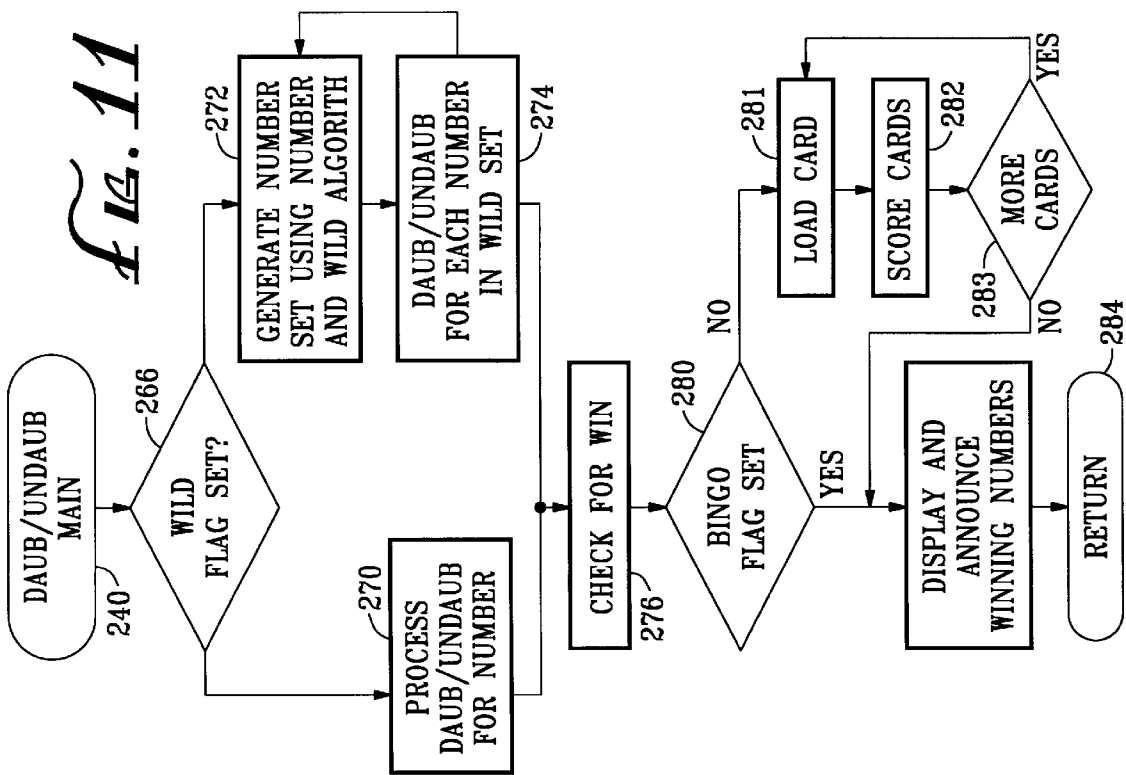 FIG. 11
DAUB/UNDAUB
MAIN
240
266
WILD
FLAG SET?
272
GENERATE NUMBER
SET USING NUMBER
AND WILD ALGORITH
274
DAUB/UNDAUB
FOR EACH NUMBER
IN WILD SET
270
PROCESS
DAUB/UNDAUB
FOR NUMBER
CHECK FOR WIN
276
280
BINGO
FLAG SET
NO
YES
281
LOAD CARD
282
SCORE CARDS
283
MORE
CARDS
YES
NO
DISPLAY AND
ANNOUNCE
WINNING NUMBERS
284
RETURN